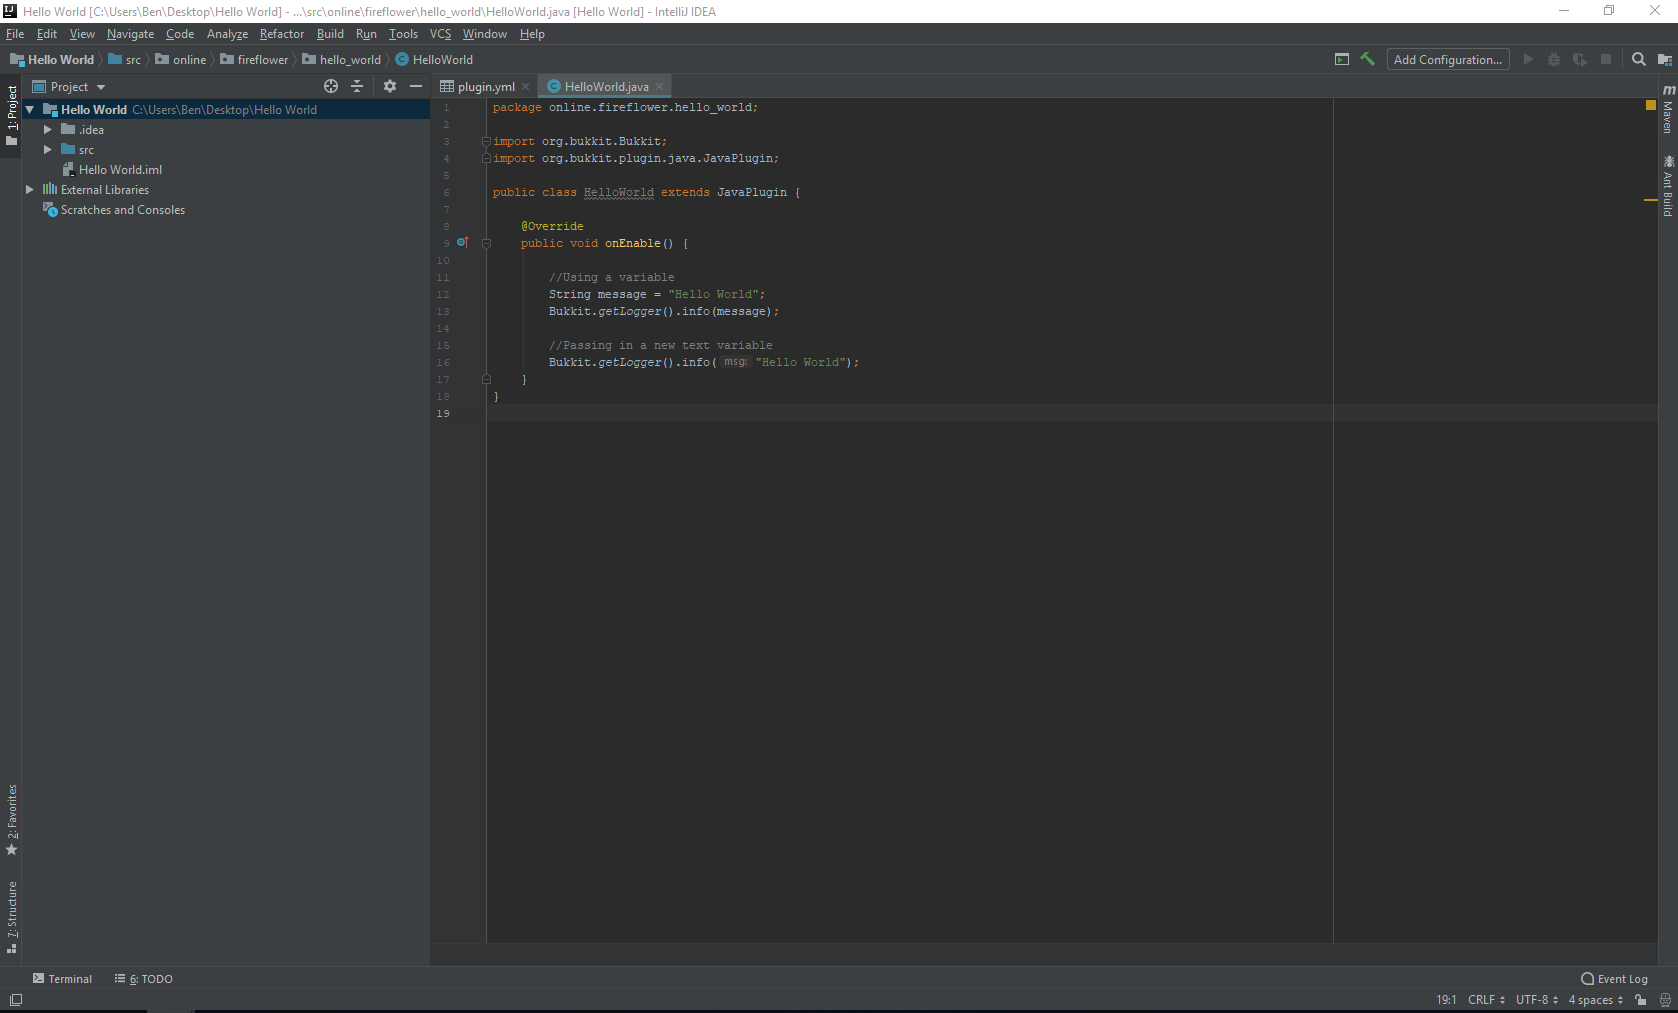 Hello World [C:\Users\Ben\Desktop\Hello World] - ...\src\online\fireflower\hello_world\HelloWorld.java [Hello World] - IntelliJ IDEA
File Edit View Navigate Code Analyze Refactor Build Run Tools VCS Window Help
Hello World src online fireflower hello_world HelloWorld Add Configuration...
Project
plugin.yml HelloWorld.java
1: Project
Hello World C:\Users\Ben\Desktop\Hello World
.idea
src
Hello World.iml
External Libraries
Scratches and Consoles
1 package online.fireflower.hello_world;
2
3 import org.bukkit.Bukkit;
4 import org.bukkit.plugin.java.JavaPlugin;
5
6 public class HelloWorld extends JavaPlugin {
7
8 @Override
9 public void onEnable() {
10
11 //Using a variable
12 String message = "Hello World";
13 Bukkit.getLogger().info(message);
14
15 //Passing in a new text variable
16 Bukkit.getLogger().info( msg: "Hello World");
17 }
18 }
19
Maven
Ant Build
2: Favorites
7: Structure
Terminal 6: TODO Event Log
19:1 CRLF UTF-8 4 spaces